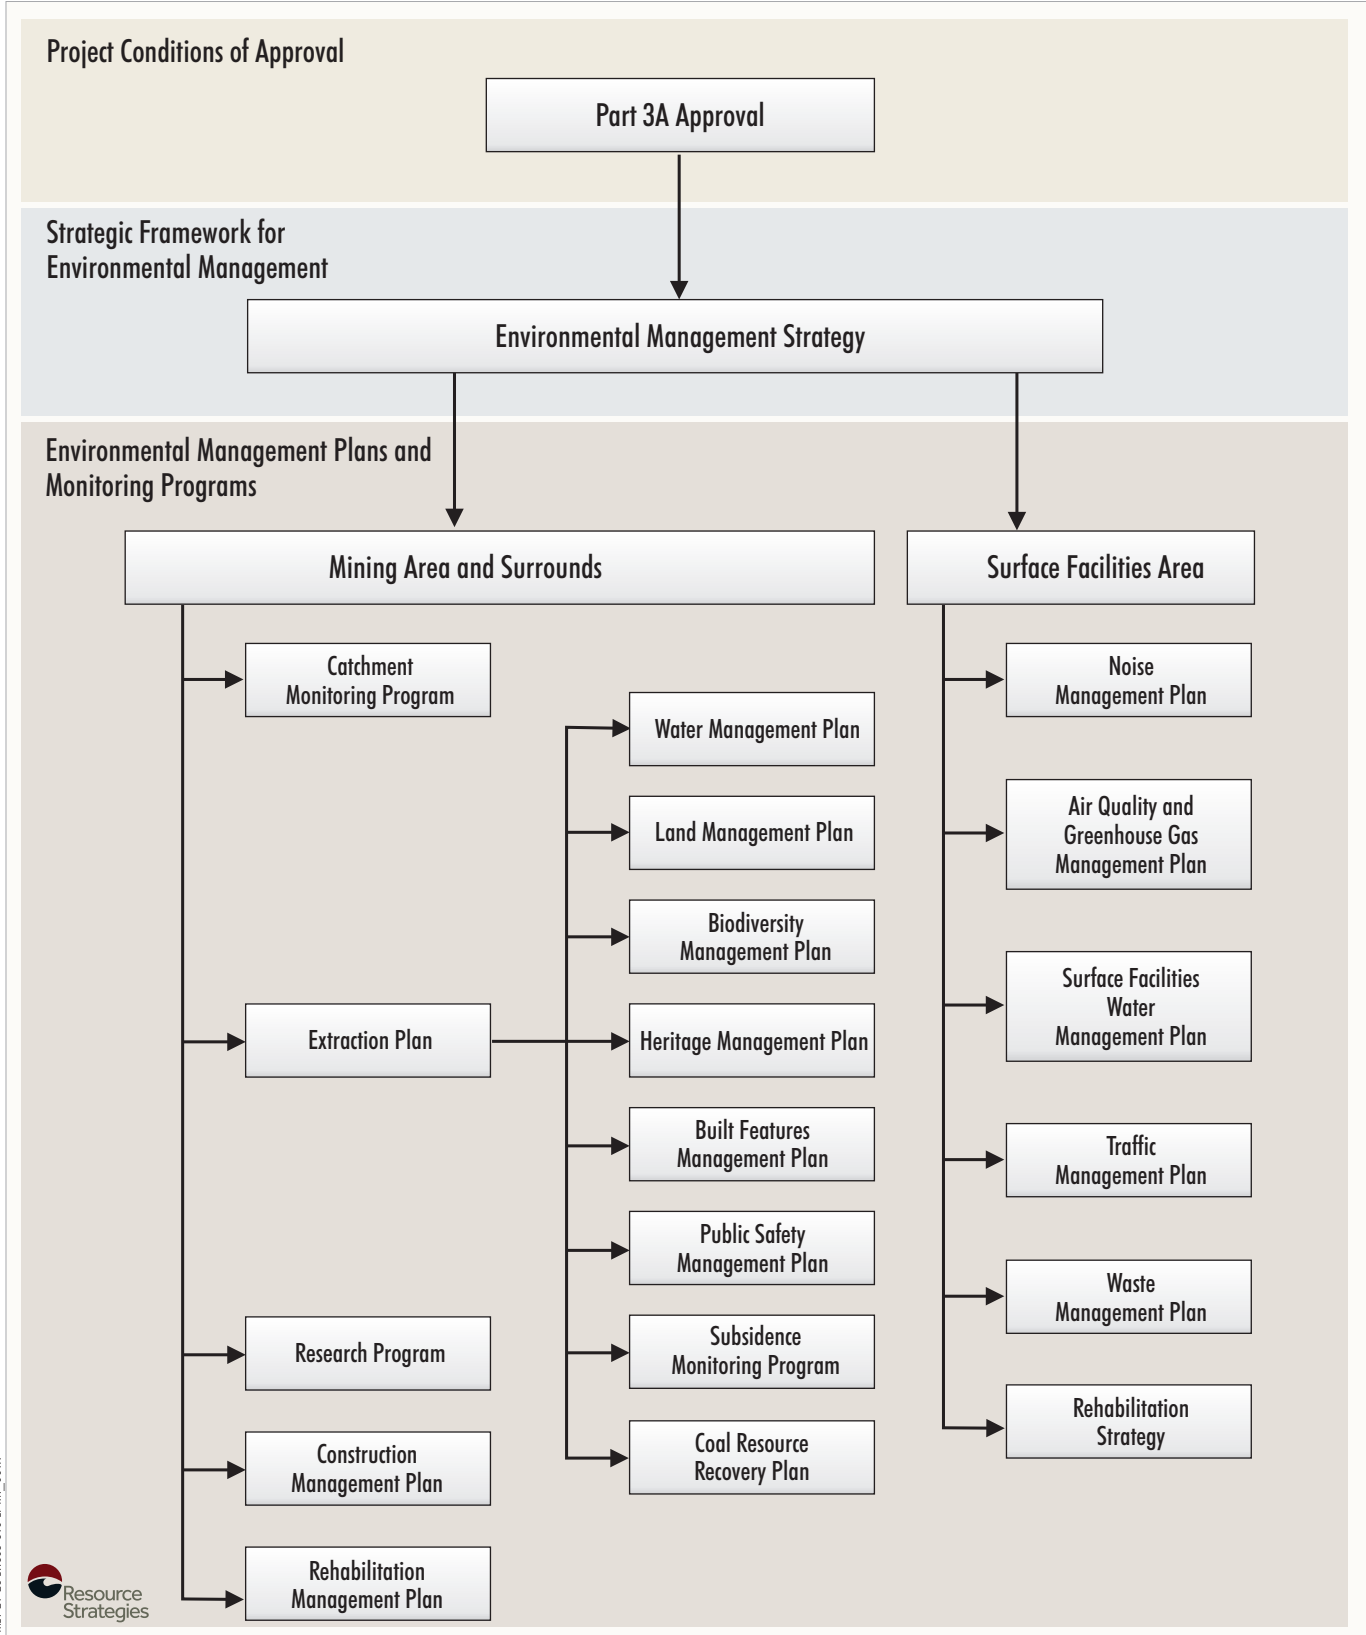 Project Conditions of Approval
Part 3A Approval
Strategic Framework for
Environmental Management
Environmental Management Strategy
Environmental Management Plans and
Monitoring Programs
Mining Area and Surrounds
Catchment
Monitoring Program
Extraction Plan
Research Program
Construction
Management Plan
Rehabilitation
Management Plan
Water Management Plan
Land Management Plan
Biodiversity
Management Plan
Heritage Management Plan
Built Features
Management Plan
Public Safety
Management Plan
Subsidence
Monitoring Program
Coal Resource
Recovery Plan
Surface Facilities Area
Noise
Management Plan
Air Quality and
Greenhouse Gas
Management Plan
Surface Facilities
Water
Management Plan
Traffic
Management Plan
Waste
Management Plan
Rehabilitation
Strategy
Resource
Strategies